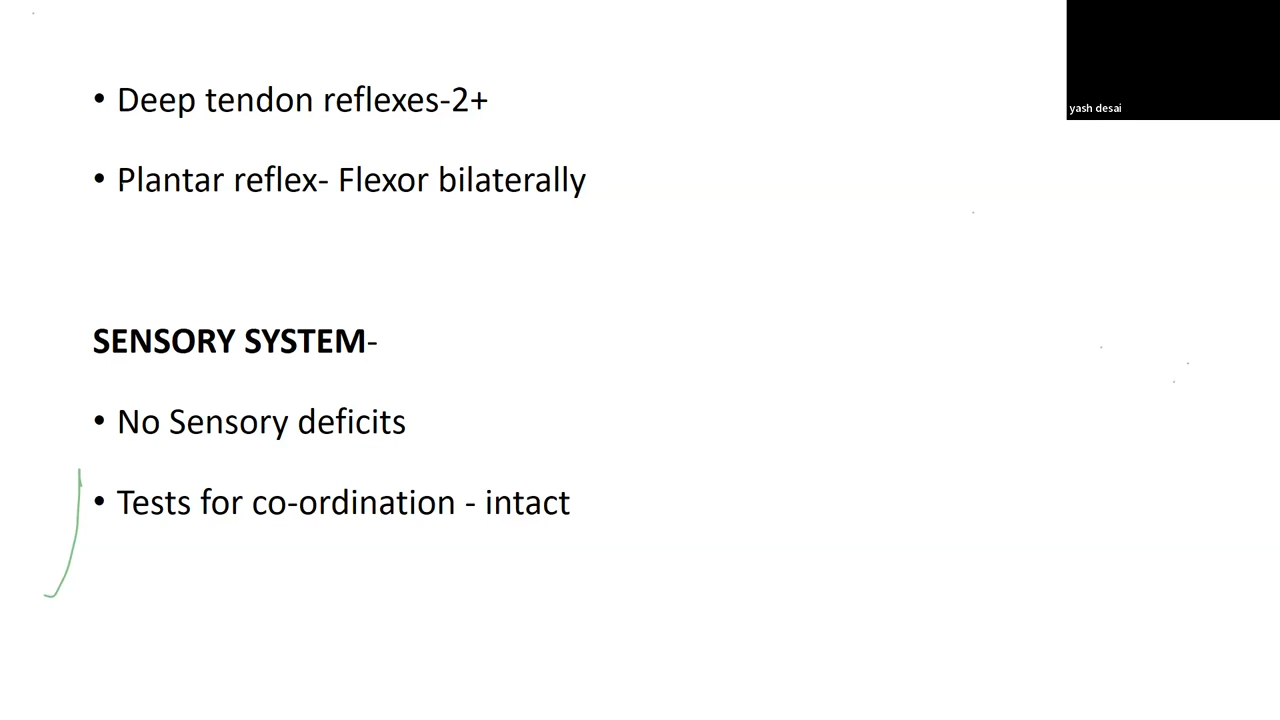 • Deep tendon reflexes-2+
yash desai
• Plantar reflex- Flexor bilaterally
SENSORY SYSTEM-
• No Sensory deficits
• Tests for co-ordination - intact